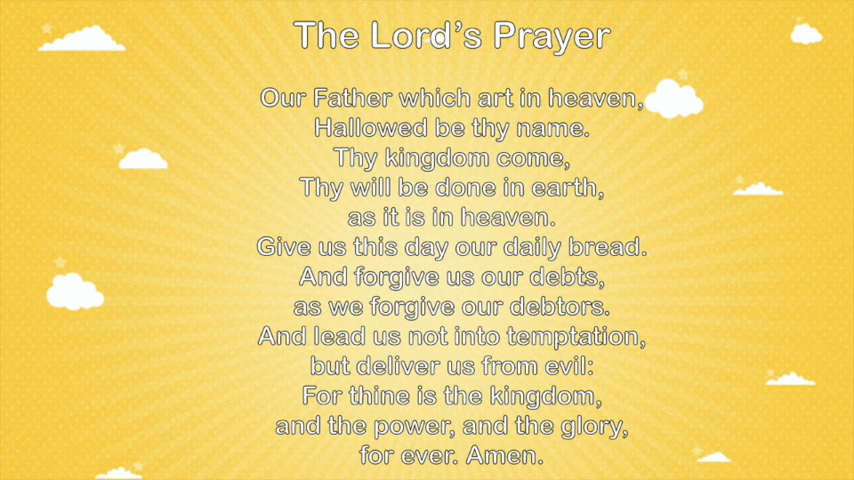 The Lord's Prayer
Our Father which art in heaven,
Hallowed be thy name.
Thy kingdom come,
Thy will be done in earth,
as it is in heaven.
Give us this day our daily bread.
And forgive us our debts,
as we forgive our debtors.
And lead us not into temptation,
but deliver us from evil:
For thine is the kingdom,
and the power, and the glory,
for ever. Amen.